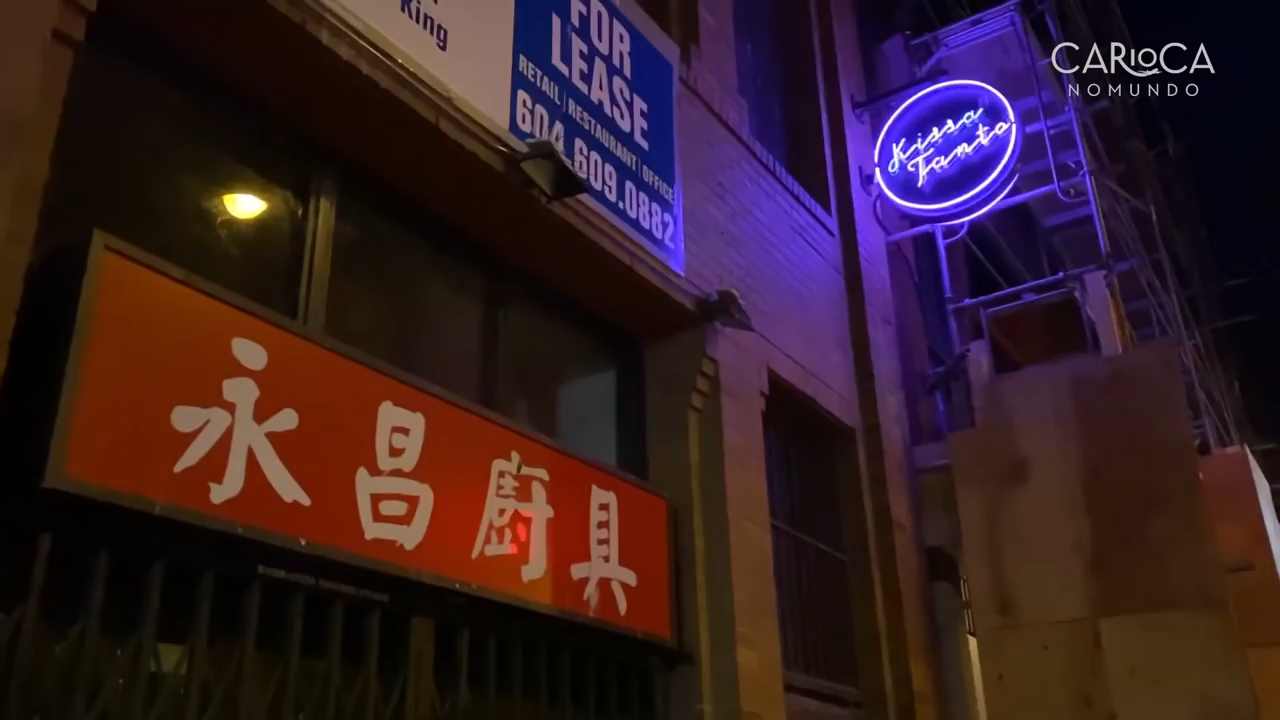 King
FOR
LEASE
RETAIL | RESTAURANT | OFFICE
604.609.0882
Kissa
Tanto
CARIOCA
NOMUNDO
永昌廚具